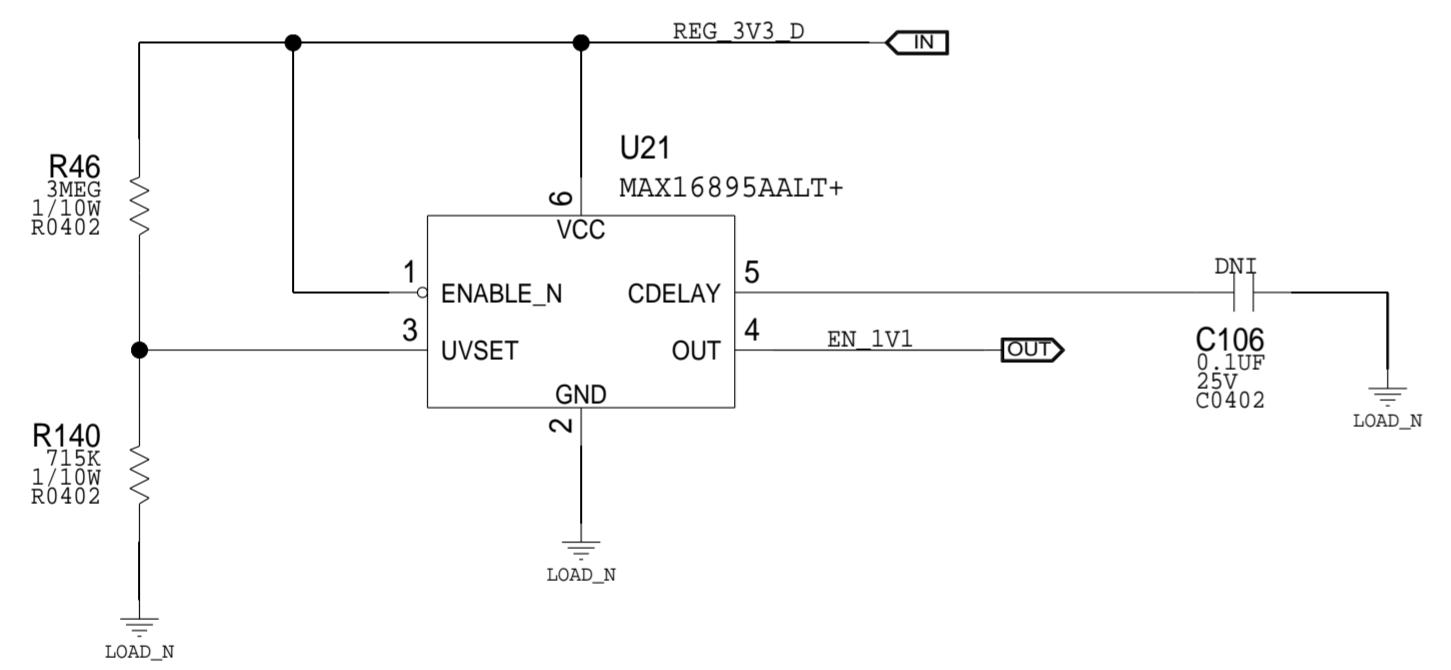 REG_3V3_D
IN
U21
MAX16895AALT+
R46
3MEG
1/10W
R0402
6
VCC
1
ENABLE_N
CDELAY
5
DNI
3
UVSET
OUT
4
EN_1V1
OUT
C106
0.1UF
25V
C0402
LOAD_N
GND
2
R140
715K
1/10W
R0402
LOAD_N
LOAD_N